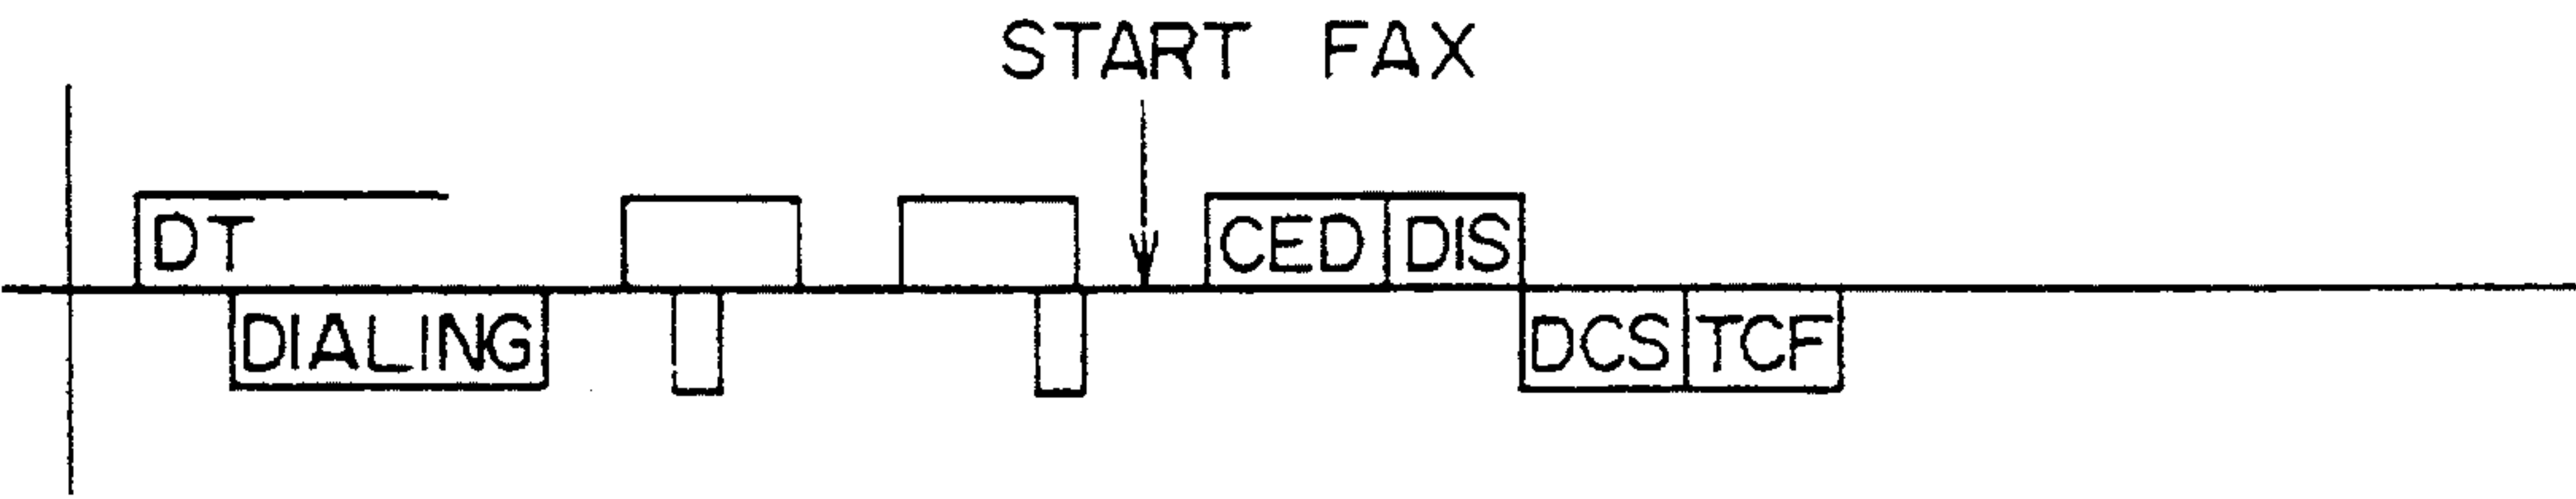 START FAX
DT
CED DIS
DIALING
DCS TCF